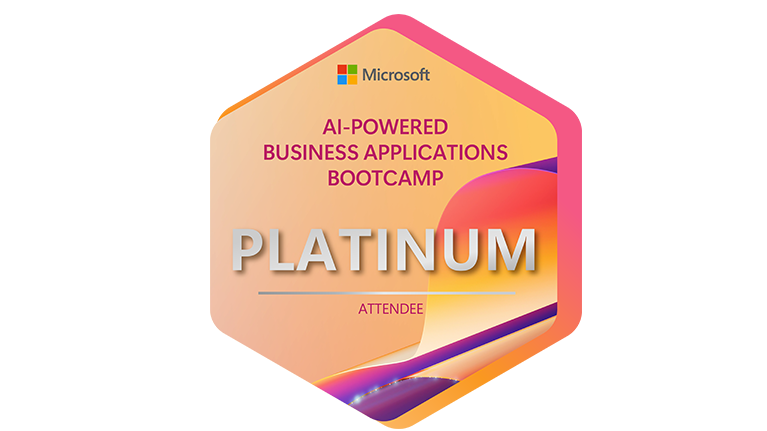 Microsoft
AI-POWERED
BUSINESS APPLICATIONS
BOOTCAMP
PLATINUM
ATTENDEE